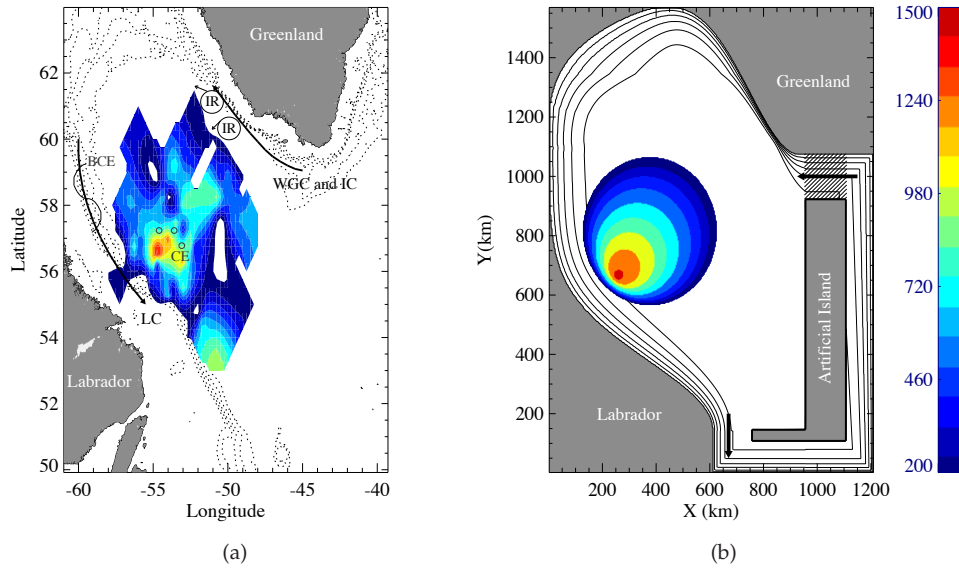 Greenland
IR
IR
BCE
WGC and IC
CE
LC
Labrador
62
60
58
56
54
52
50
Latitude
-60 -55 -50 -45 -40
Longitude
(a)
Greenland
Artificial Island
Labrador
1400
1200
1000
800
600
400
200
Y(km)
200 400 600 800 1000 1200
X (km)
(b)
1500
1240
980
720
460
200